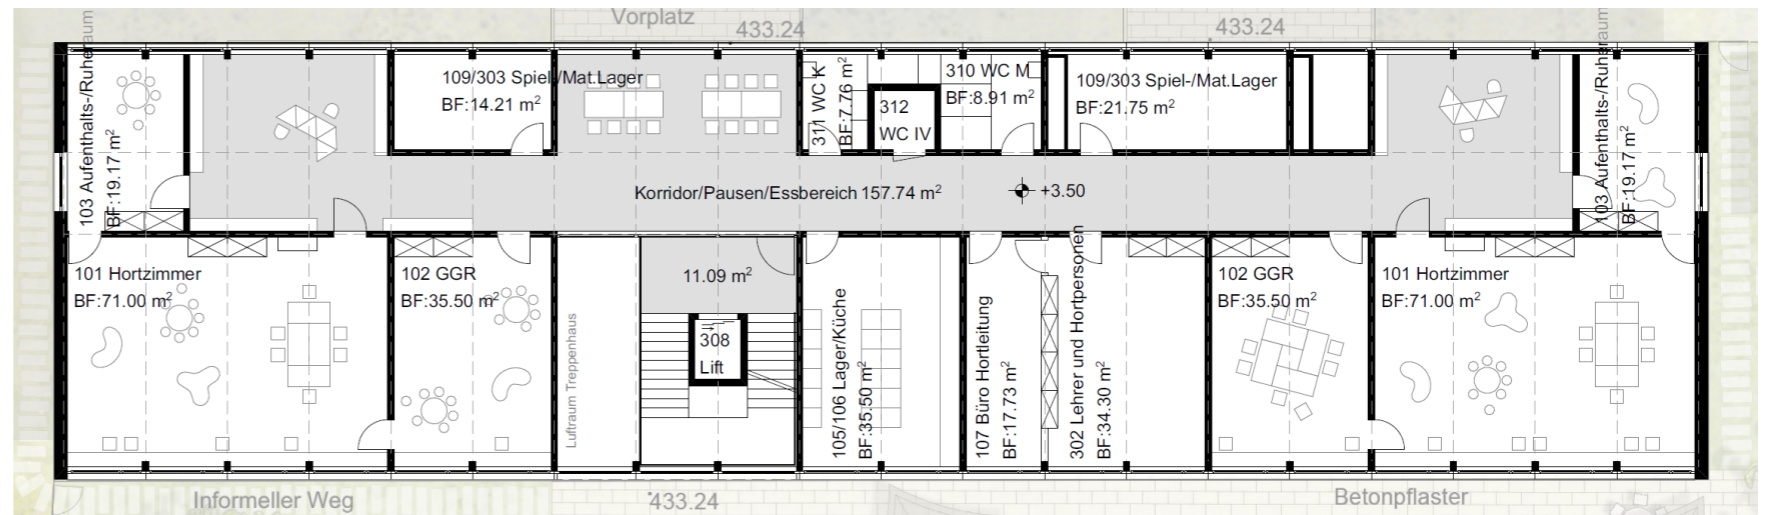 Vorplatz
433.24
433.24
103 Aufenthalts-/Ruheraum
BF:19.17 m²
109/303 Spiel-/Mat.Lager
BF:14.21 m²
311 WC K
BF:7.76 m²
312
WC IV
310 WC M
BF:8.91 m²
109/303 Spiel-/Mat.Lager
BF:21.75 m²
103 Aufenthalts-/Ruheraum
BF:19.17 m²
Korridor/Pausen/Essbereich 157.74 m²
+3.50
101 Hortzimmer
BF:71.00 m²
102 GGR
BF:35.50 m²
Luftraum Treppenhaus
11.09 m²
308
Lift
105/106 Lager/Küche
BF:35.50 m²
107 Büro Hortleitung
BF:17.73 m²
302 Lehrer und Hortpersonen
BF:34.30 m²
102 GGR
BF:35.50 m²
101 Hortzimmer
BF:71.00 m²
Informeller Weg
433.24
Betonpflaster